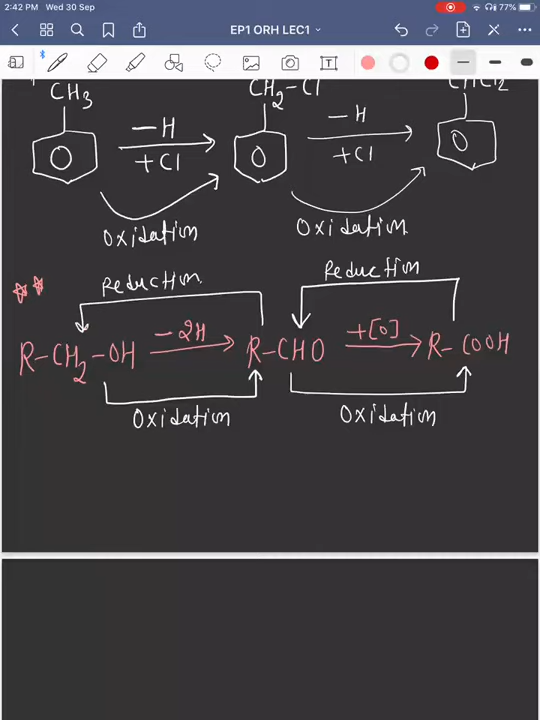 2:42 PM Wed 30 Sep
77%
EP1 ORH LEC1
T
CH3 CH2-Cl CHCl2
-H -H
+Cl +Cl
Oxidation Oxidation
Reduction Reduction
R-CH2-OH -2H R-CHO +[O] R-COOH
Oxidation Oxidation